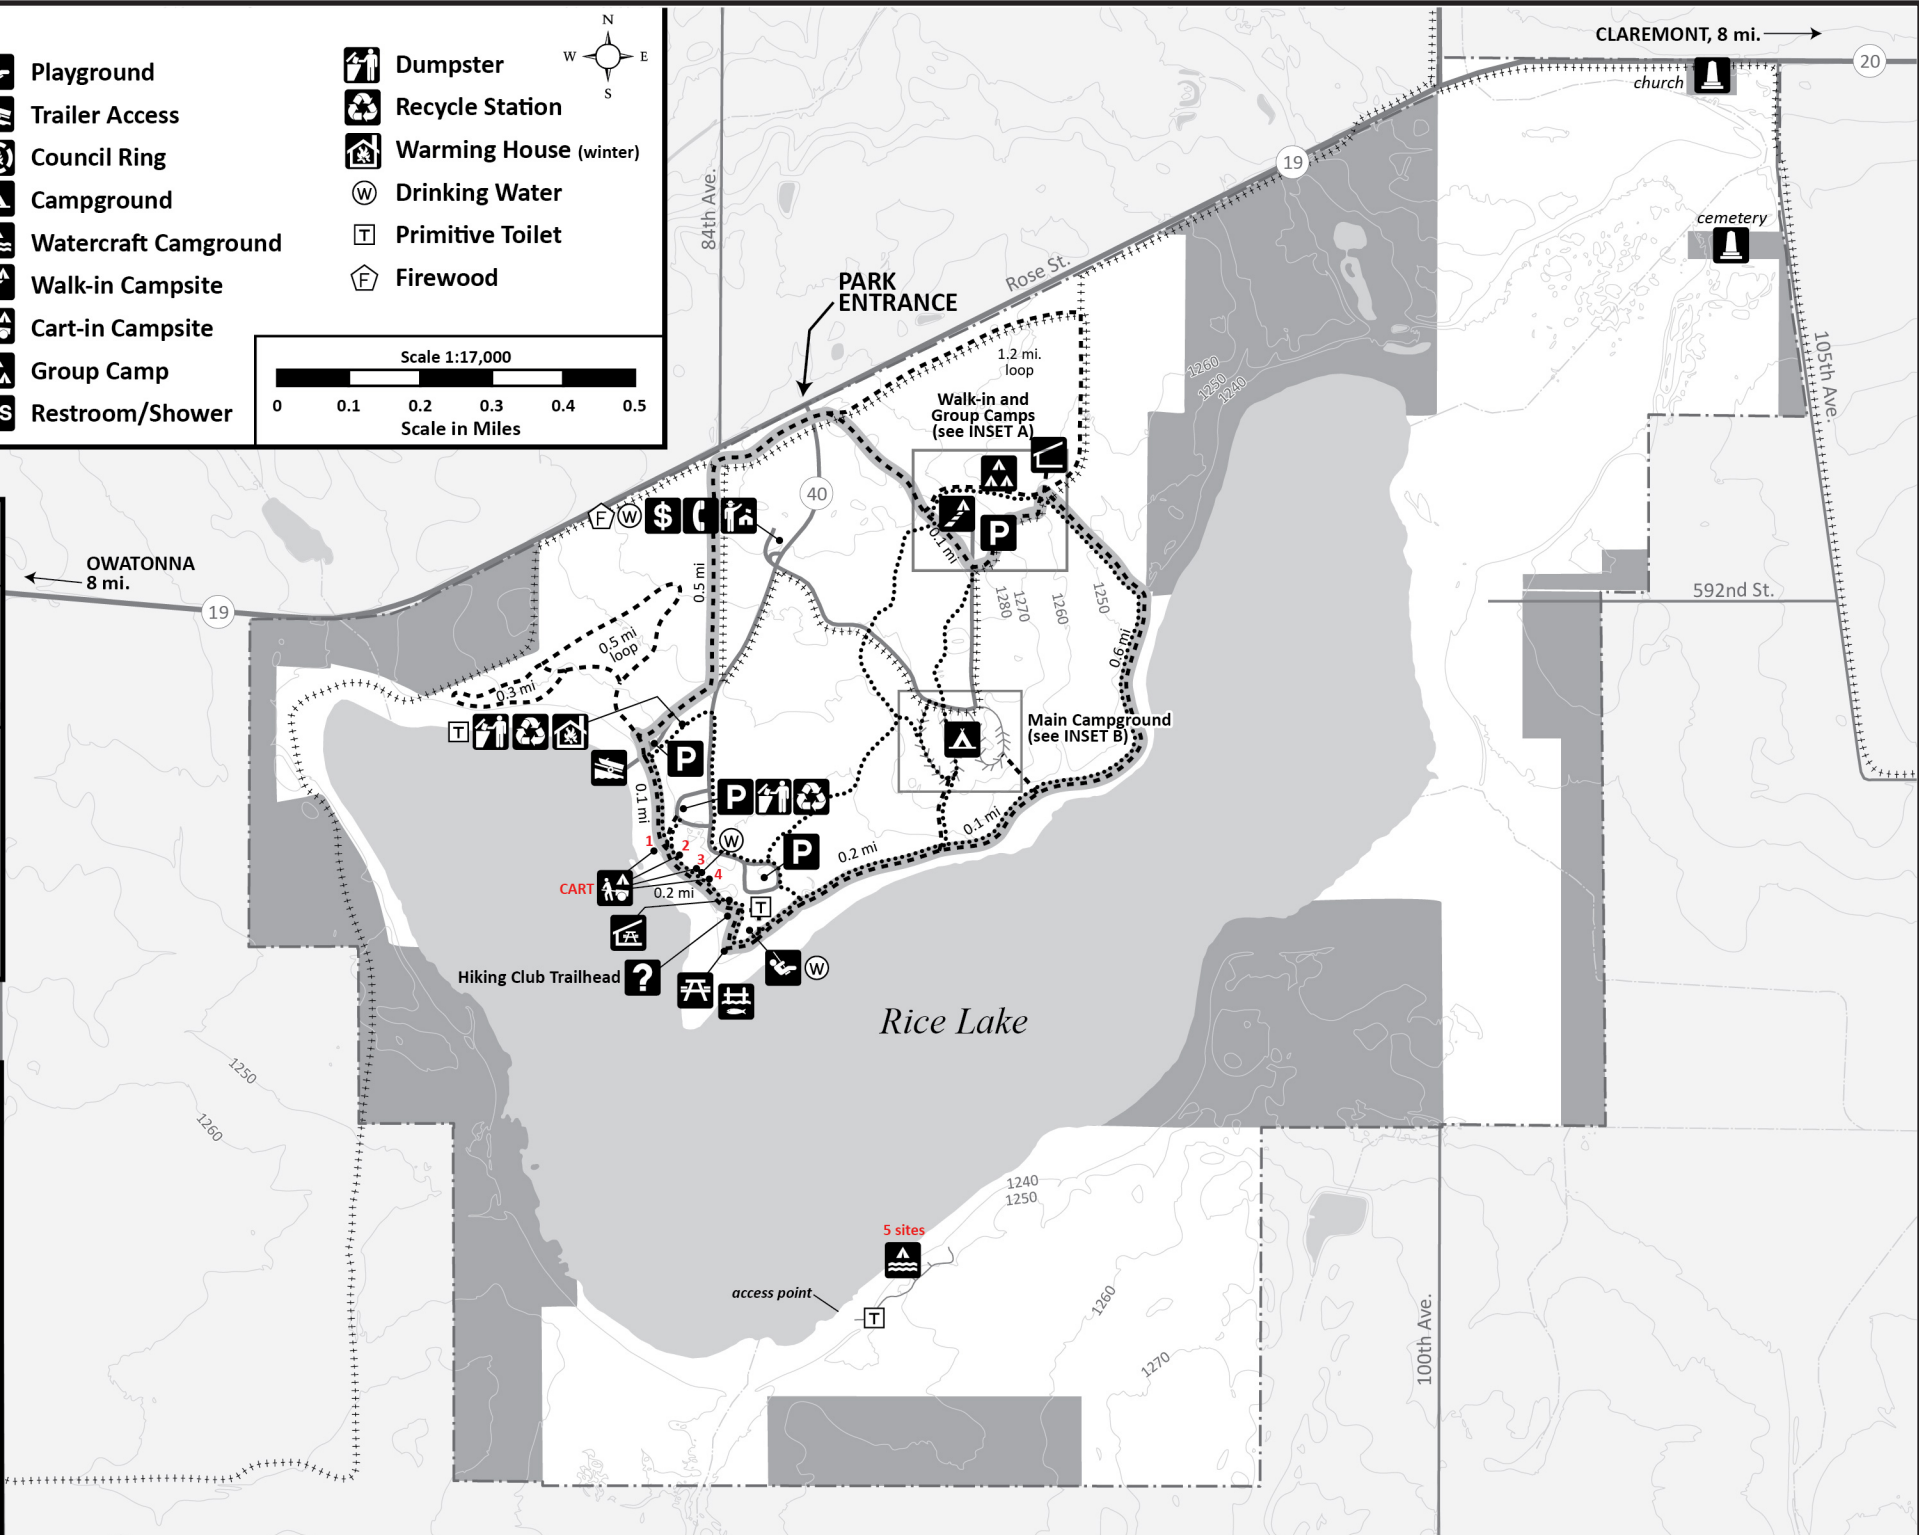 N
W E
S
Playground
Trailer Access
Council Ring
Campground
Watercraft Camground
Walk-in Campsite
Cart-in Campsite
Group Camp
S Restroom/Shower
Dumpster
Recycle Station
Warming House (winter)
W Drinking Water
T Primitive Toilet
F Firewood
Scale 1:17,000
0 0.1 0.2 0.3 0.4 0.5
Scale in Miles
CLAREMONT, 8 mi.
20
church
19
cemetery
84th Ave.
Rose St.
PARK
ENTRANCE
105th Ave.
1.2 mi.
loop
1260
1250
1240
Walk-in and
Group Camps
(see INSET A)
40
F W $
P
0.1 mi
OWATONNA
8 mi.
19
0.5 mi
592nd St.
1280
1270
1260
1250
0.5 mi
loop
0.6 mi
0.3 mi
T
P
Main Campground
(see INSET B)
0.1 mi
P
0.1 mi
W
P
0.2 mi
1
2
3
4
CART
0.2 mi
T
Hiking Club Trailhead ?
W
Rice Lake
1250
1260
1240
1250
5 sites
access point
T
1260
1270
100th Ave.